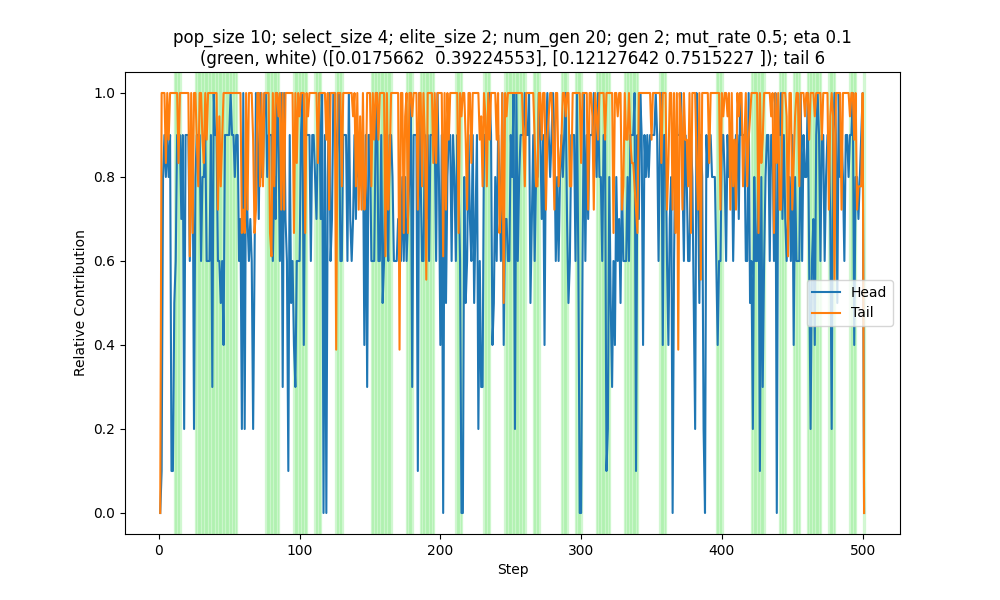 pop_size 10; select_size 4; elite_size 2; num_gen 20; gen 2; mut_rate 0.5; eta 0.1
(green, white) ([0.0175662  0.39224553], [0.12127642 0.7515227 ]); tail 6
1.0
0.8
0.6
0.4
0.2
0.0
Relative Contribution
Head
Tail
0
100
200
300
400
500
Step